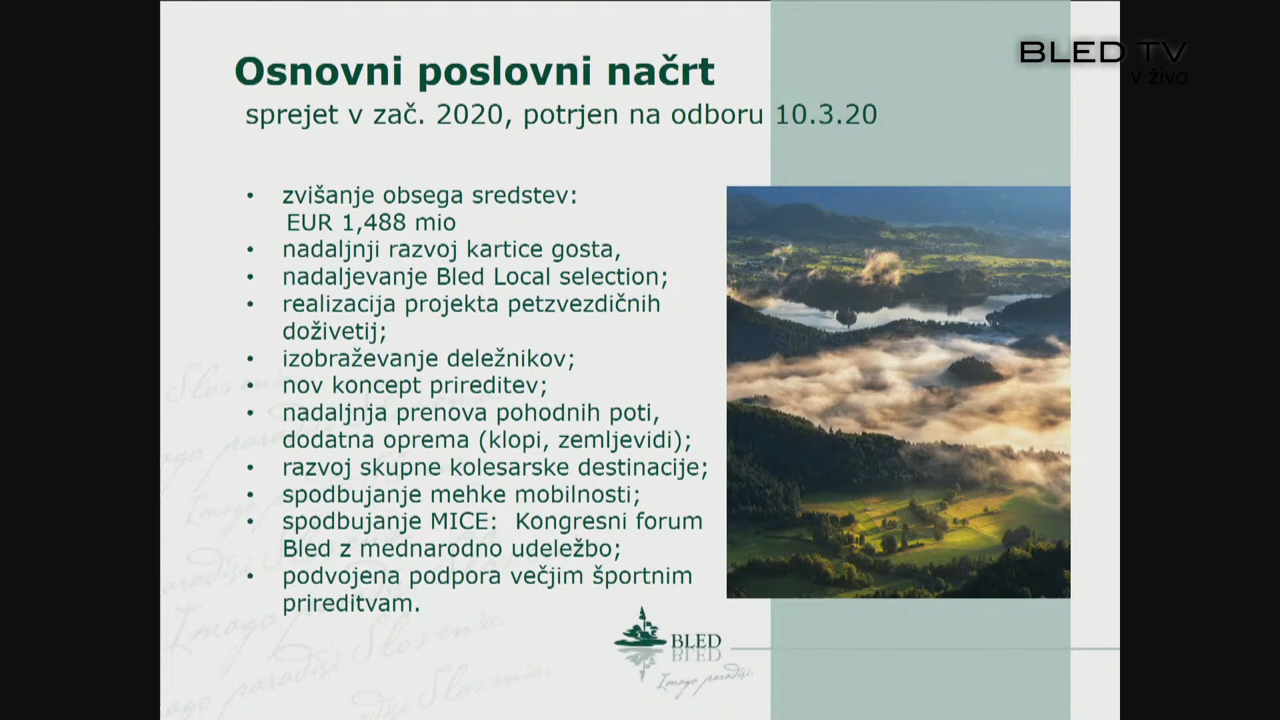 BLED TV
v živo
Osnovni poslovni načrt
sprejet v zač. 2020, potrjen na odboru 10.3.20
• zvišanje obsega sredstev:
EUR 1,488 mio
• nadaljnji razvoj kartice gosta,
• nadaljevanje Bled Local selection;
• realizacija projekta petzvezdičnih
doživetij;
• izobraževanje deležnikov;
• nov koncept prireditev;
• nadaljnja prenova pohodnih poti,
dodatna oprema (klopi, zemljevidi);
• razvoj skupne kolesarske destinacije;
• spodbujanje mehke mobilnosti;
• spodbujanje MICE: Kongresni forum
Bled z mednarodno udeležbo;
• podvojena podpora večjim športnim
prireditvam.
BLED
Imago paradisi.